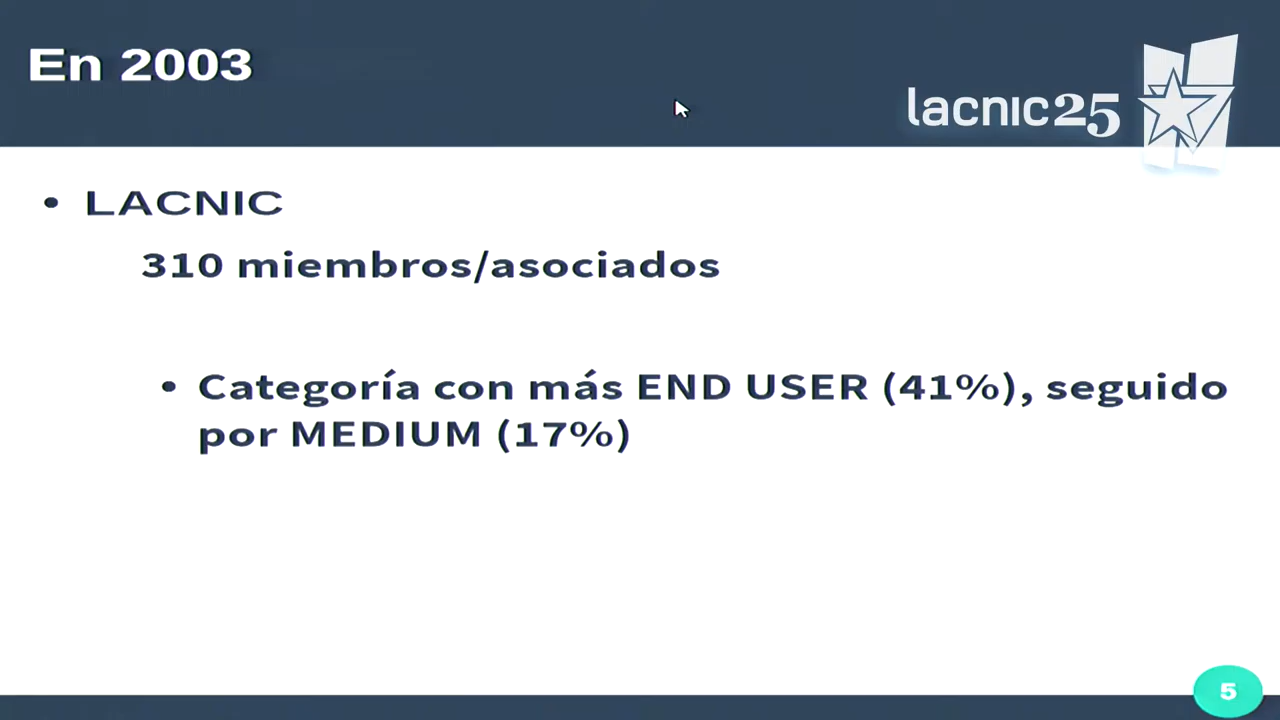 En 2003
lacnic25
• LACNIC
310 miembros/asociados
• Categoría con más END USER (41%), seguido
por MEDIUM (17%)
5